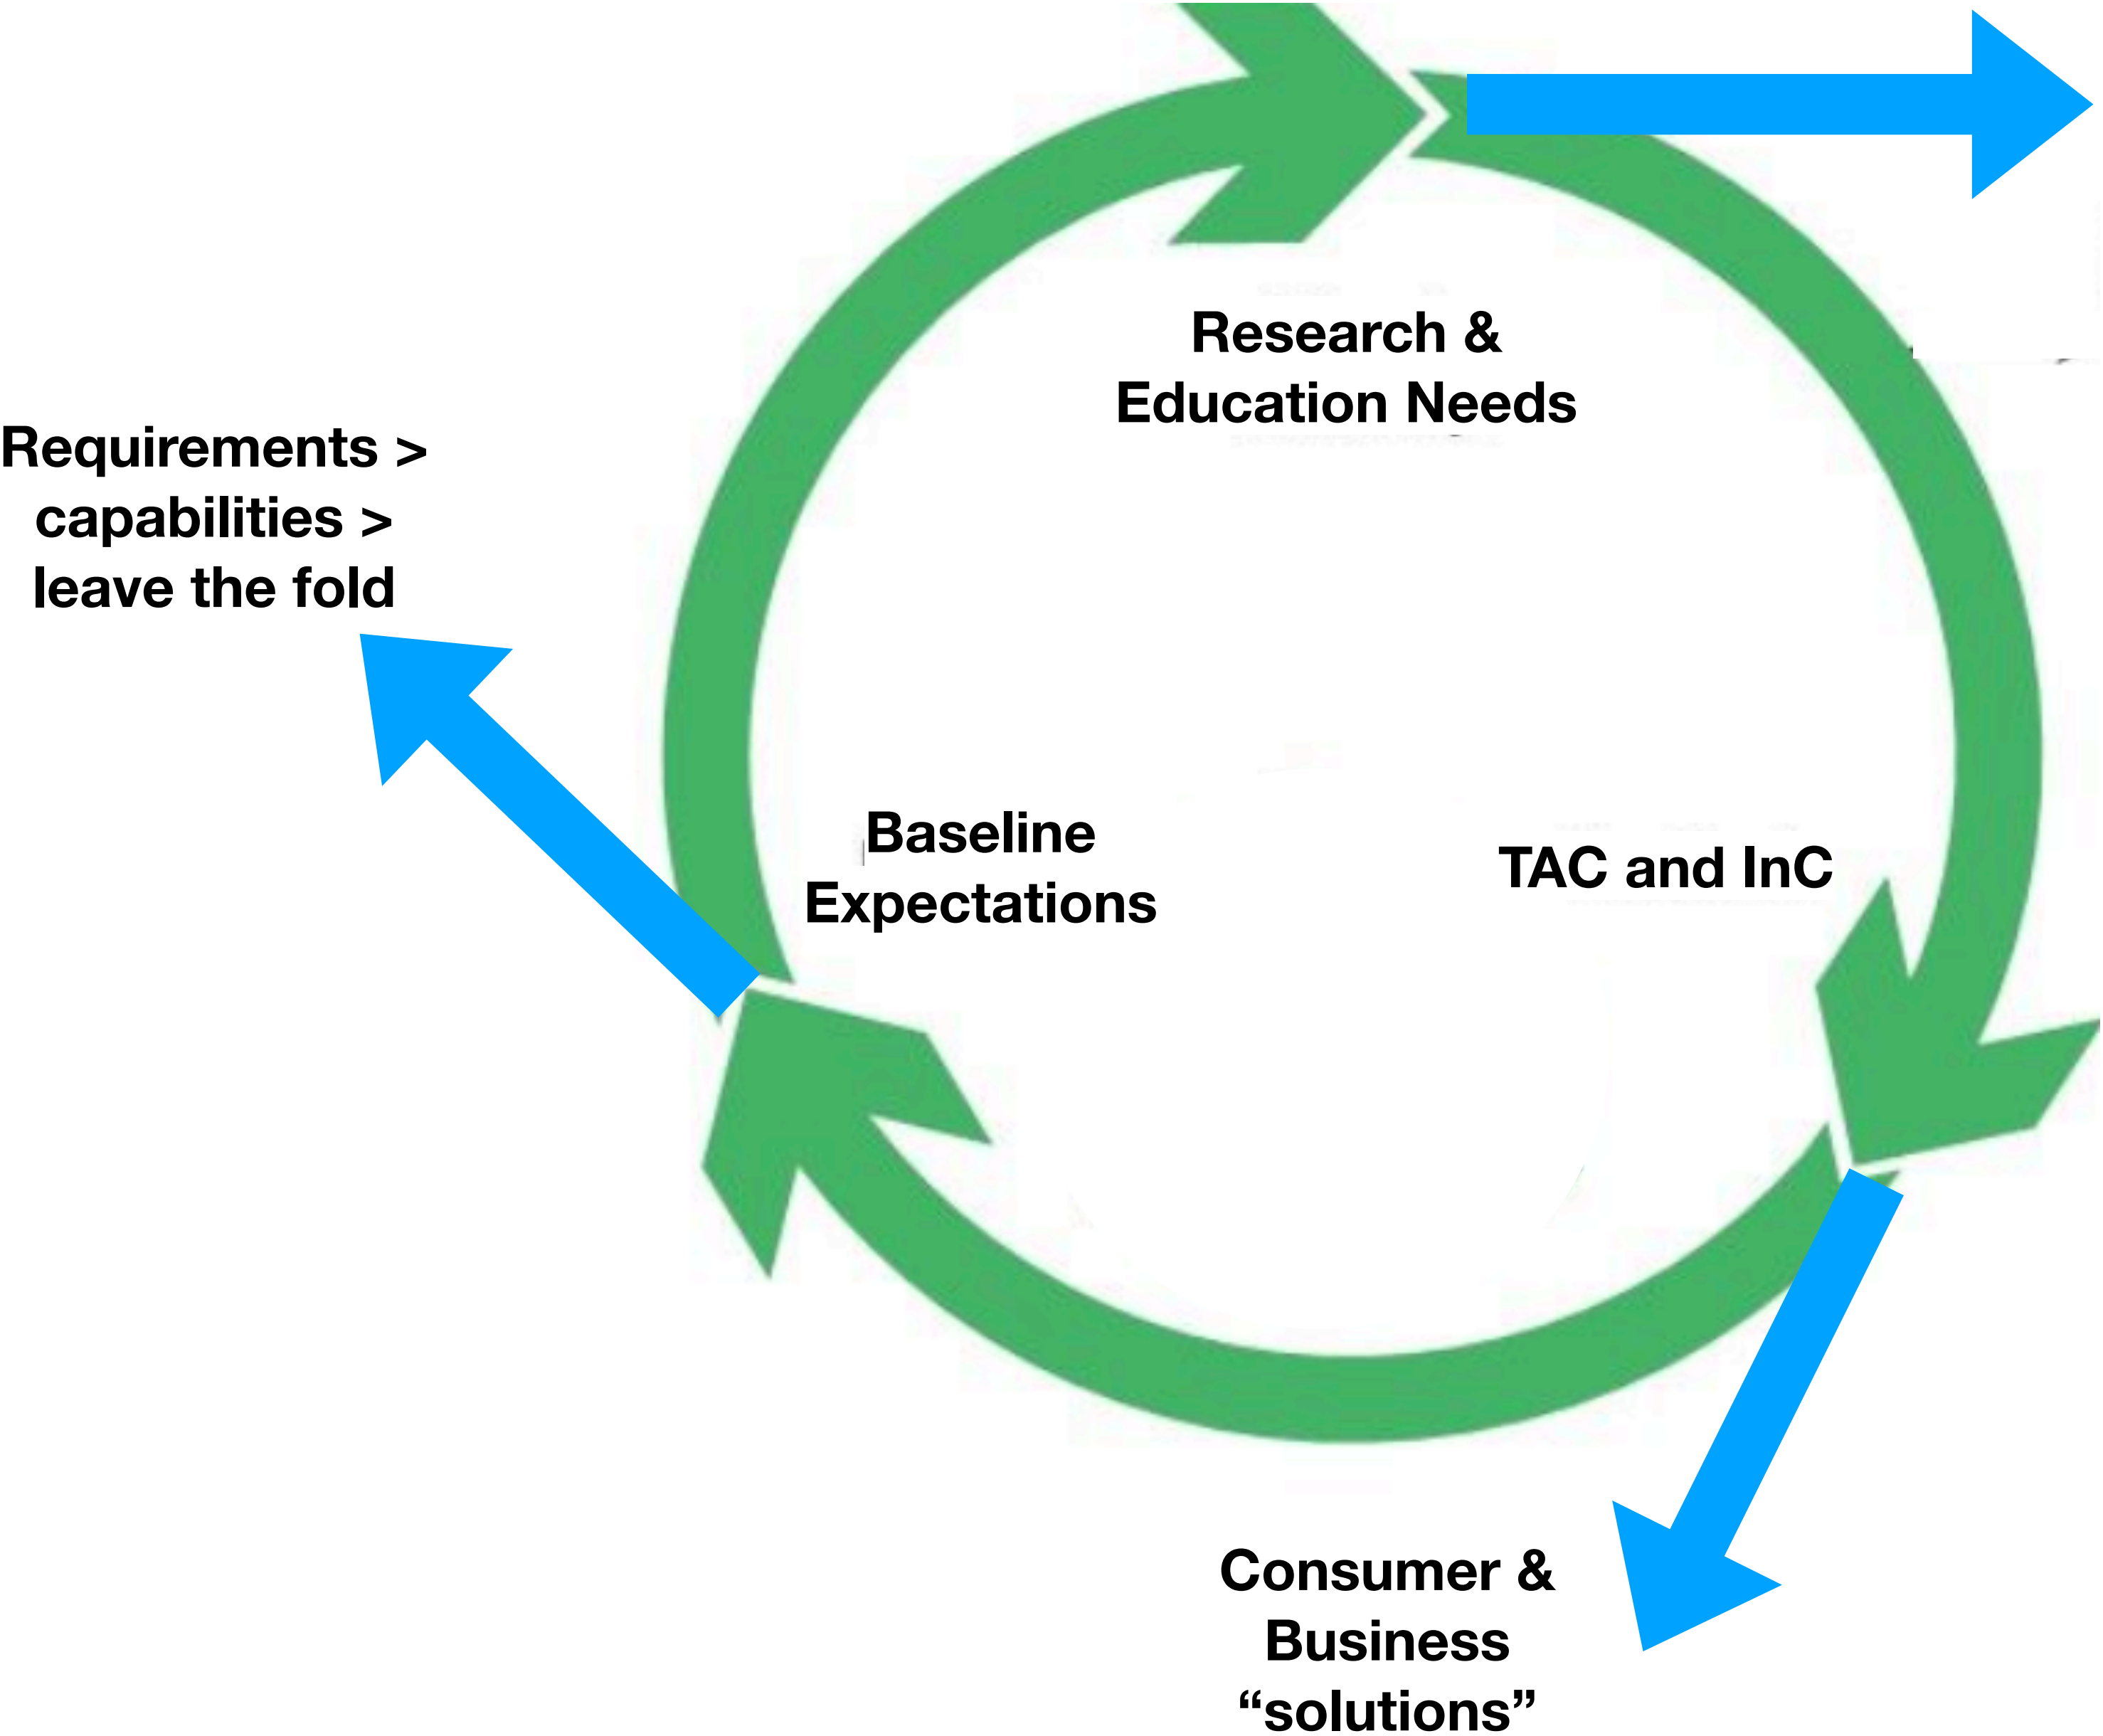 Research &
Education Needs
Requirements >
capabilities >
leave the fold
Baseline
Expectations
TAC and InC
Consumer &
Business
“solutions”